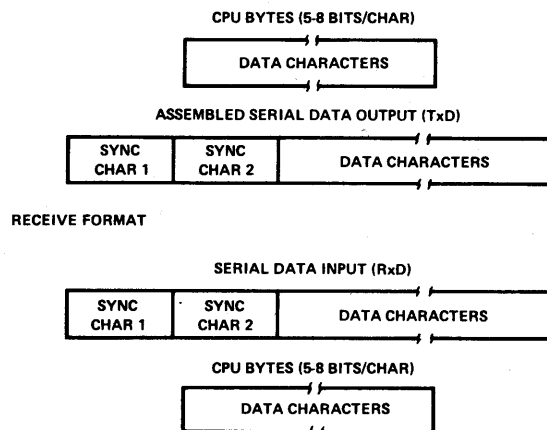 CPU BYTES (5-8 BITS/CHAR)
DATA CHARACTERS
ASSEMBLED SERIAL DATA OUTPUT (TxD)
SYNC CHAR 1
SYNC CHAR 2
DATA CHARACTERS
RECEIVE FORMAT
SERIAL DATA INPUT (RxD)
SYNC CHAR 1
SYNC CHAR 2
DATA CHARACTERS
CPU BYTES (5-8 BITS/CHAR)
DATA CHARACTERS